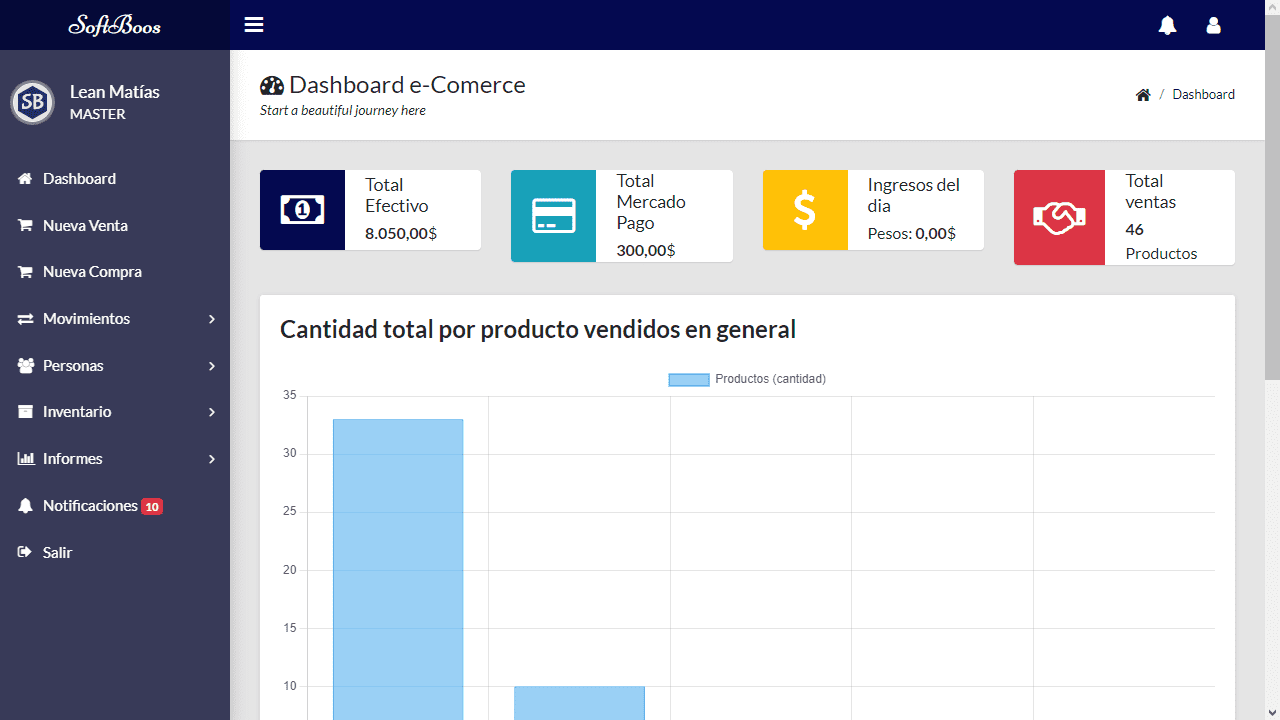 SoftBoos
SB
Lean Matías
MASTER
Dashboard
Nueva Venta
Nueva Compra
Movimientos
Personas
Inventario
Informes
Notificaciones 10
Salir
Dashboard e-Comerce
Start a beautiful journey here
/ Dashboard
Total
Efectivo
8.050,00$
Total
Mercado
Pago
300,00$
Ingresos del
dia
Pesos: 0,00$
Total
ventas
46
Productos
Cantidad total por producto vendidos en general
Productos (cantidad)
35
30
25
20
15
10